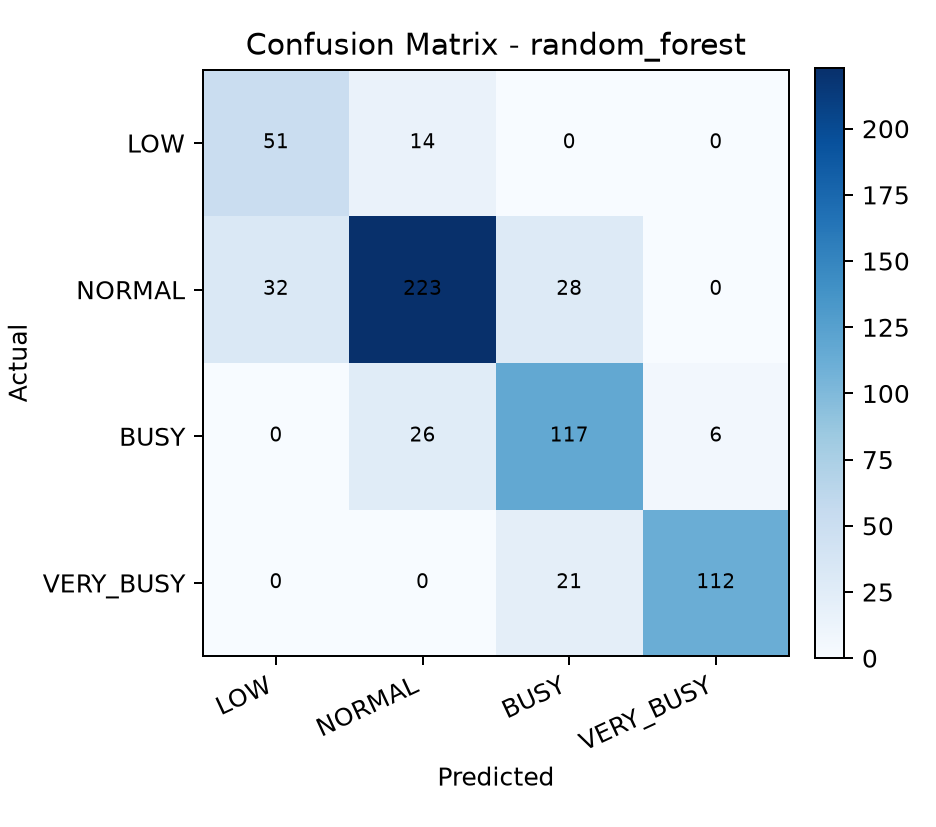 Confusion Matrix - random_forest
LOW 51 14 0 0
NORMAL 32 223 28 0
BUSY 0 26 117 6
VERY_BUSY 0 0 21 112
LOW NORMAL BUSY VERY_BUSY
Predicted
Actual
200
175
150
125
100
75
50
25
0